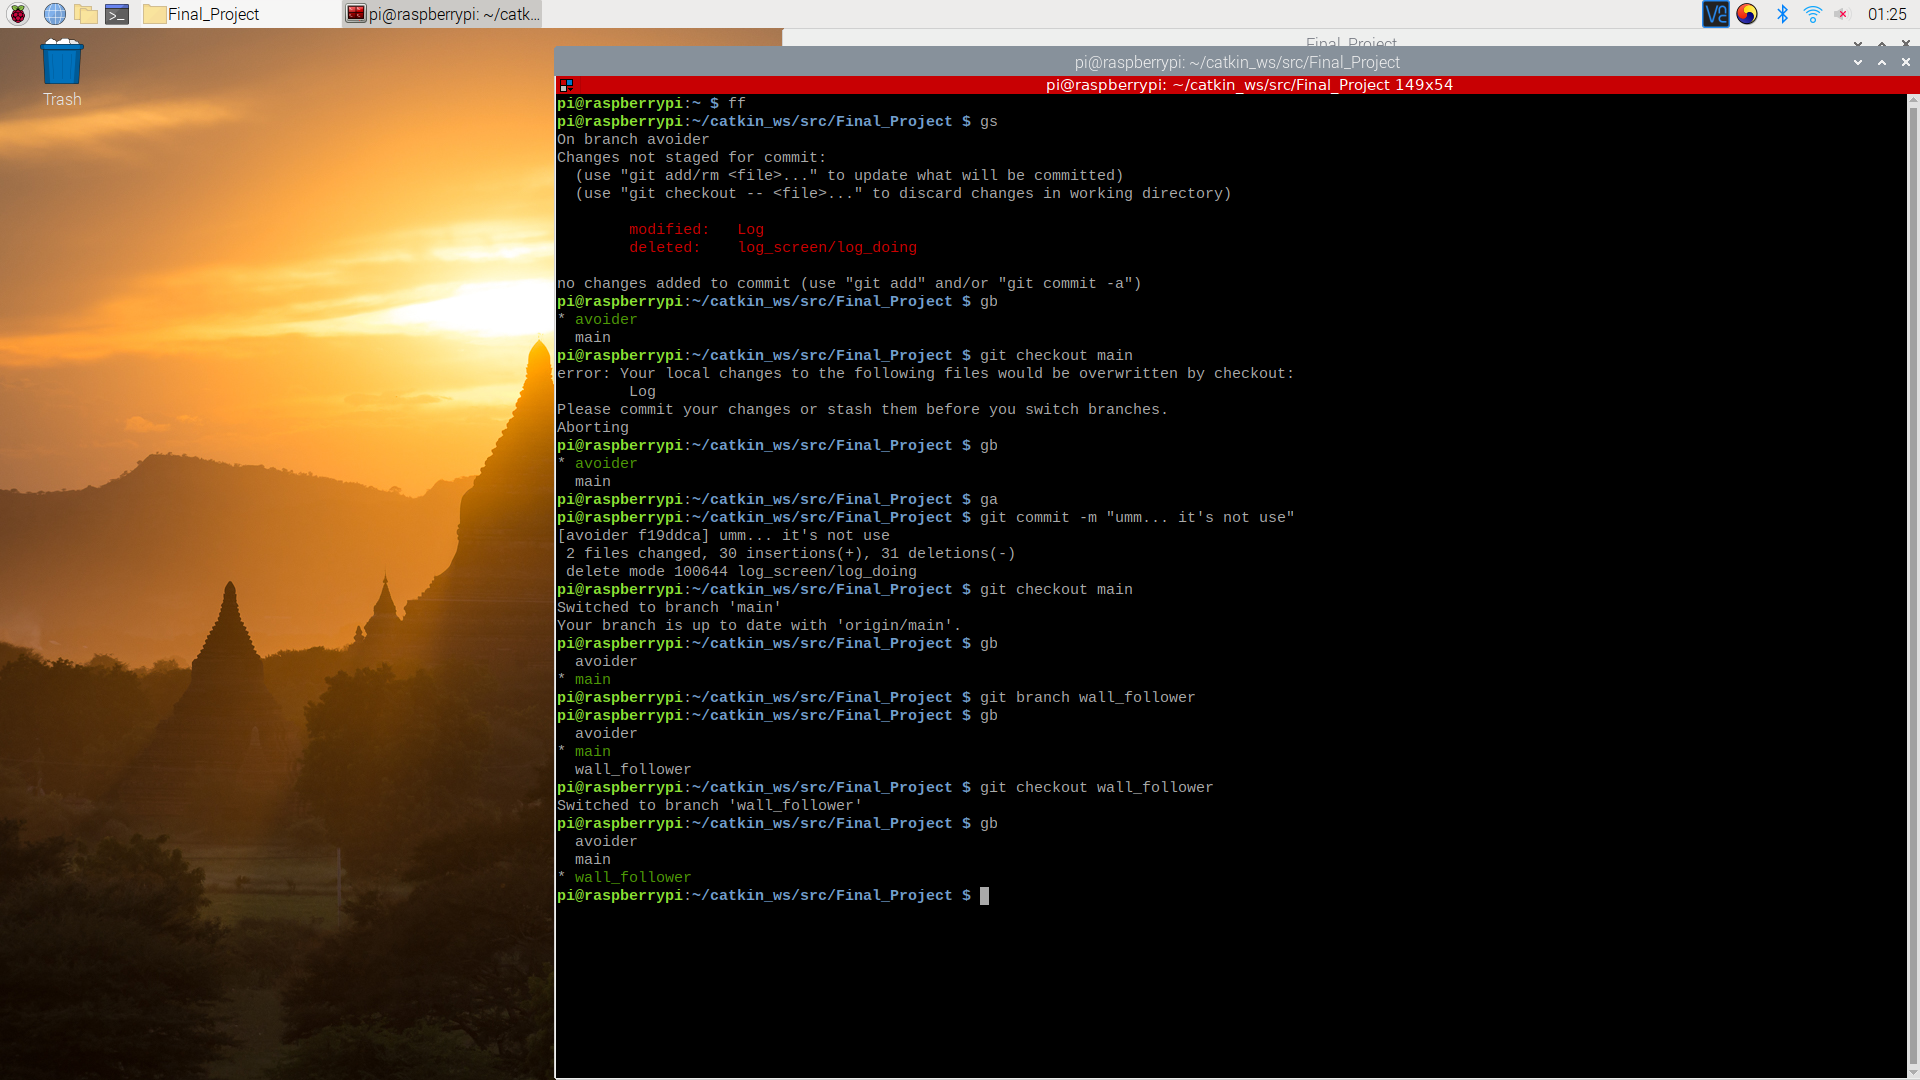 Final_Project
pi@raspberrypi: ~/catk...
01:25
Trash
Final_Project
pi@raspberrypi: ~/catkin_ws/src/Final_Project
pi@raspberrypi: ~/catkin_ws/src/Final_Project 149x54
pi@raspberrypi:~ $ ff
pi@raspberrypi:~/catkin_ws/src/Final_Project $ gs
On branch avoider
Changes not staged for commit:
  (use "git add/rm <file>..." to update what will be committed)
  (use "git checkout -- <file>..." to discard changes in working directory)
        modified:   Log
        deleted:    log_screen/log_doing
no changes added to commit (use "git add" and/or "git commit -a")
pi@raspberrypi:~/catkin_ws/src/Final_Project $ gb
* avoider
  main
pi@raspberrypi:~/catkin_ws/src/Final_Project $ git checkout main
error: Your local changes to the following files would be overwritten by checkout:
        Log
Please commit your changes or stash them before you switch branches.
Aborting
pi@raspberrypi:~/catkin_ws/src/Final_Project $ gb
* avoider
  main
pi@raspberrypi:~/catkin_ws/src/Final_Project $ ga
pi@raspberrypi:~/catkin_ws/src/Final_Project $ git commit -m "umm... it's not use"
[avoider f19ddca] umm... it's not use
 2 files changed, 30 insertions(+), 31 deletions(-)
 delete mode 100644 log_screen/log_doing
pi@raspberrypi:~/catkin_ws/src/Final_Project $ git checkout main
Switched to branch 'main'
Your branch is up to date with 'origin/main'.
pi@raspberrypi:~/catkin_ws/src/Final_Project $ gb
  avoider
* main
pi@raspberrypi:~/catkin_ws/src/Final_Project $ git branch wall_follower
pi@raspberrypi:~/catkin_ws/src/Final_Project $ gb
  avoider
* main
  wall_follower
pi@raspberrypi:~/catkin_ws/src/Final_Project $ git checkout wall_follower
Switched to branch 'wall_follower'
pi@raspberrypi:~/catkin_ws/src/Final_Project $ gb
  avoider
  main
* wall_follower
pi@raspberrypi:~/catkin_ws/src/Final_Project $